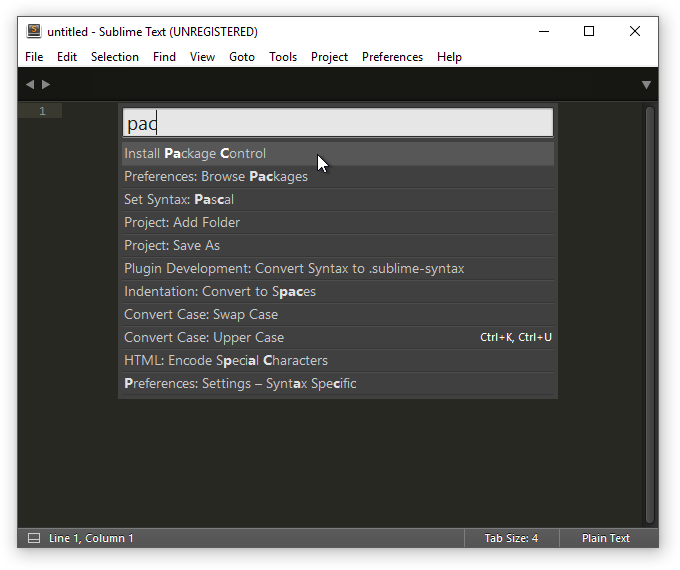 untitled - Sublime Text (UNREGISTERED)
File Edit Selection Find View Goto Tools Project Preferences Help
1
pac
Install Package Control
Preferences: Browse Packages
Set Syntax: Pascal
Project: Add Folder
Project: Save As
Plugin Development: Convert Syntax to .sublime-syntax
Indentation: Convert to Spaces
Convert Case: Swap Case
Convert Case: Upper Case Ctrl+K, Ctrl+U
HTML: Encode Special Characters
Preferences: Settings – Syntax Specific
Line 1, Column 1 Tab Size: 4 Plain Text